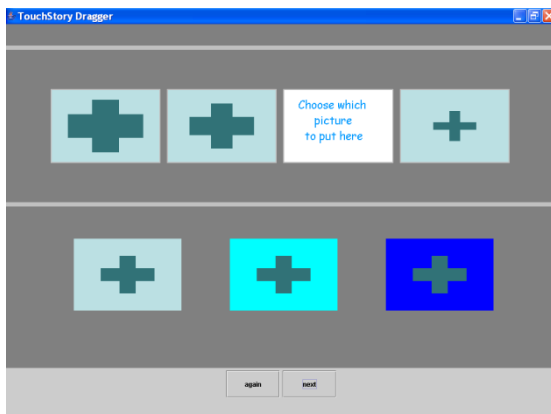 TouchStory Dragger
Choose which
picture
to put here
again
next